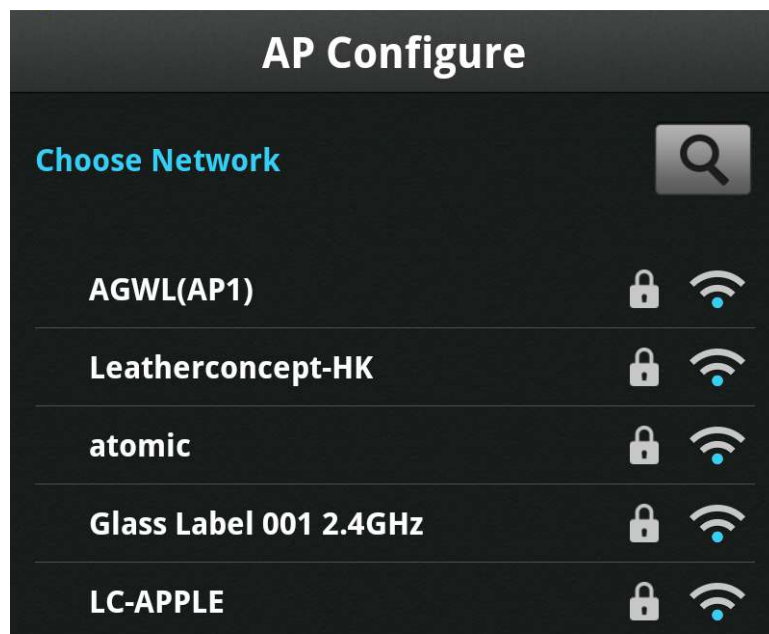 AP Configure
Choose Network
AGWL(AP1)
Leatherconcept-HK
atomic
Glass Label 001 2.4GHz
LC-APPLE